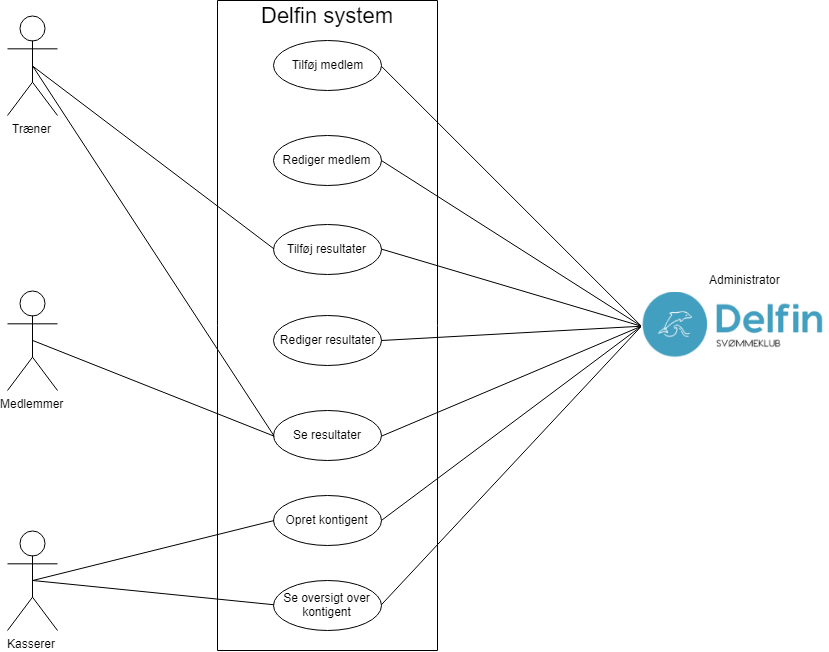 Delfin system
Træner
Tilføj medlem
Rediger medlem
Tilføj resultater
Rediger resultater
Se resultater
Opret kontigent
Se oversigt over
kontigent
Medlemmer
Kasserer
Administrator
Delfin
SVØMMEKLUB